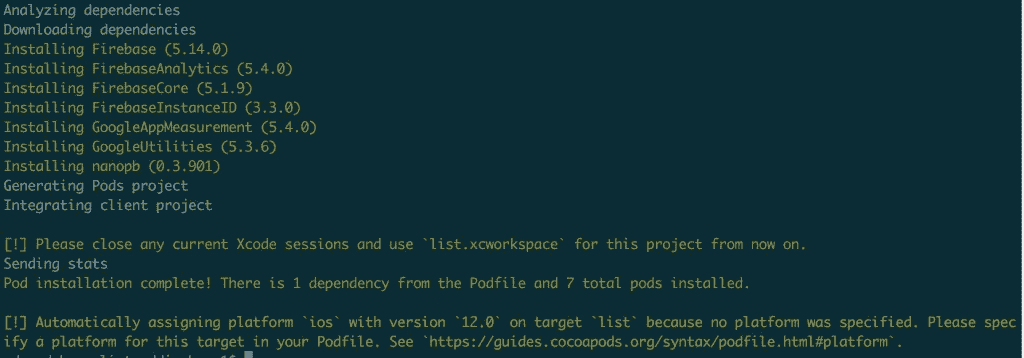 Analyzing dependencies
Downloading dependencies
Installing Firebase (5.14.0)
Installing FirebaseAnalytics (5.4.0)
Installing FirebaseCore (5.1.9)
Installing FirebaseInstanceID (3.3.0)
Installing GoogleAppMeasurement (5.4.0)
Installing GoogleUtilities (5.3.6)
Installing nanopb (0.3.901)
Generating Pods project
Integrating client project
[!] Please close any current Xcode sessions and use `list.xcworkspace` for this project from now on.
Sending stats
Pod installation complete! There is 1 dependency from the Podfile and 7 total pods installed.
[!] Automatically assigning platform `ios` with version `12.0` on target `list` because no platform was specified. Please spec
ify a platform for this target in your Podfile. See `https://guides.cocoapods.org/syntax/podfile.html#platform`.